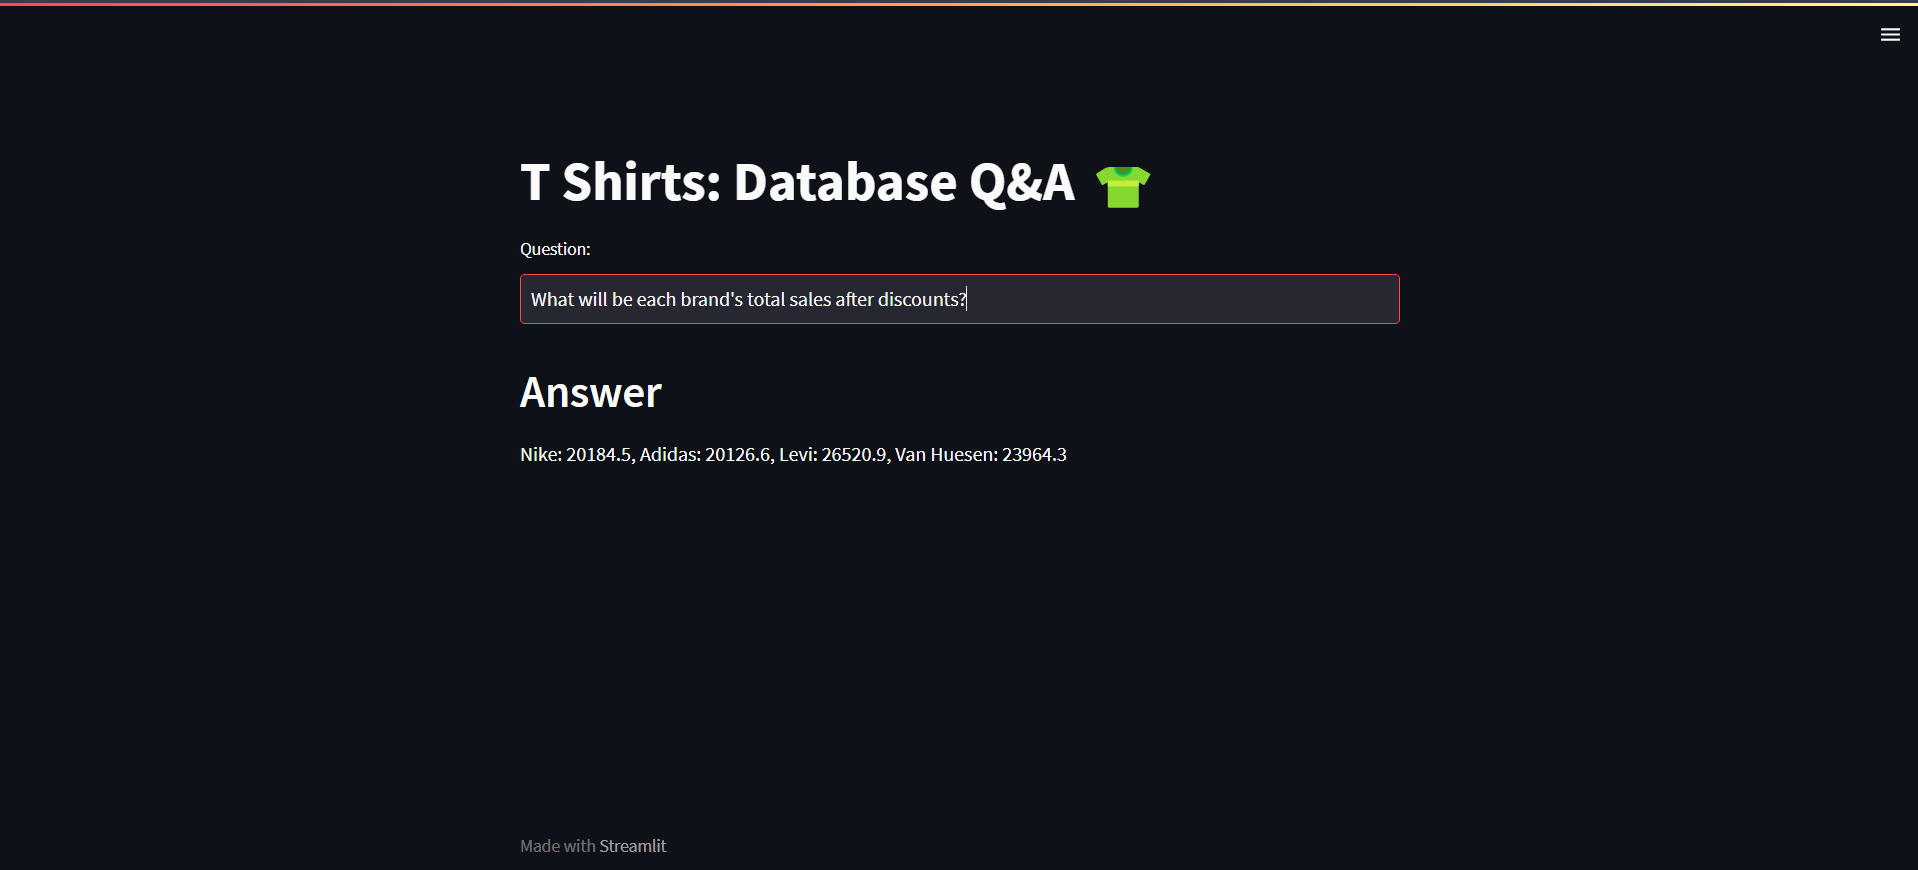 T Shirts: Database Q&A
Question:
What will be each brand's total sales after discounts?
Answer
Nike: 20184.5, Adidas: 20126.6, Levi: 26520.9, Van Huesen: 23964.3
Made with Streamlit